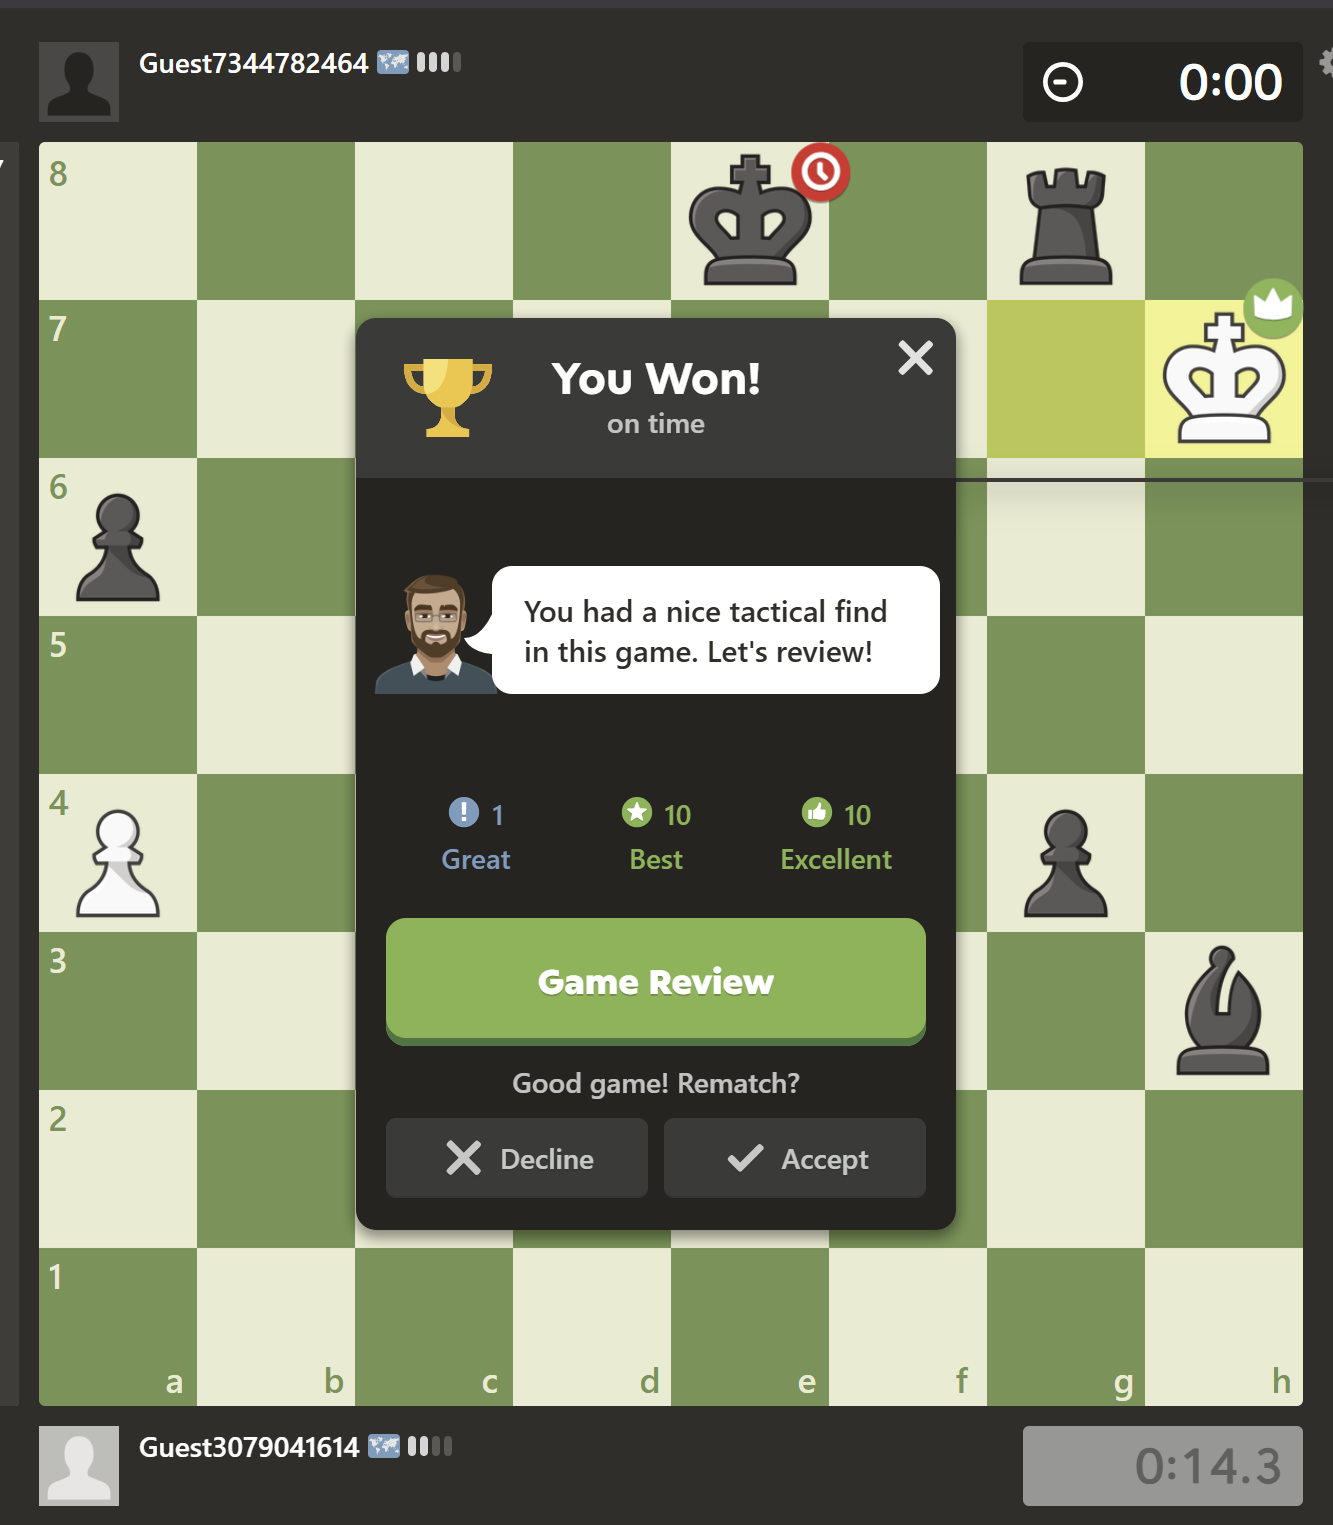 Guest7344782464
0:00
8
7
You Won!
on time
6
You had a nice tactical find
in this game. Let's review!
5
4
1 10 10
Great Best Excellent
3
Game Review
Good game! Rematch?
2
Decline Accept
1
a b c d e f g h
Guest3079041614
0:14.3